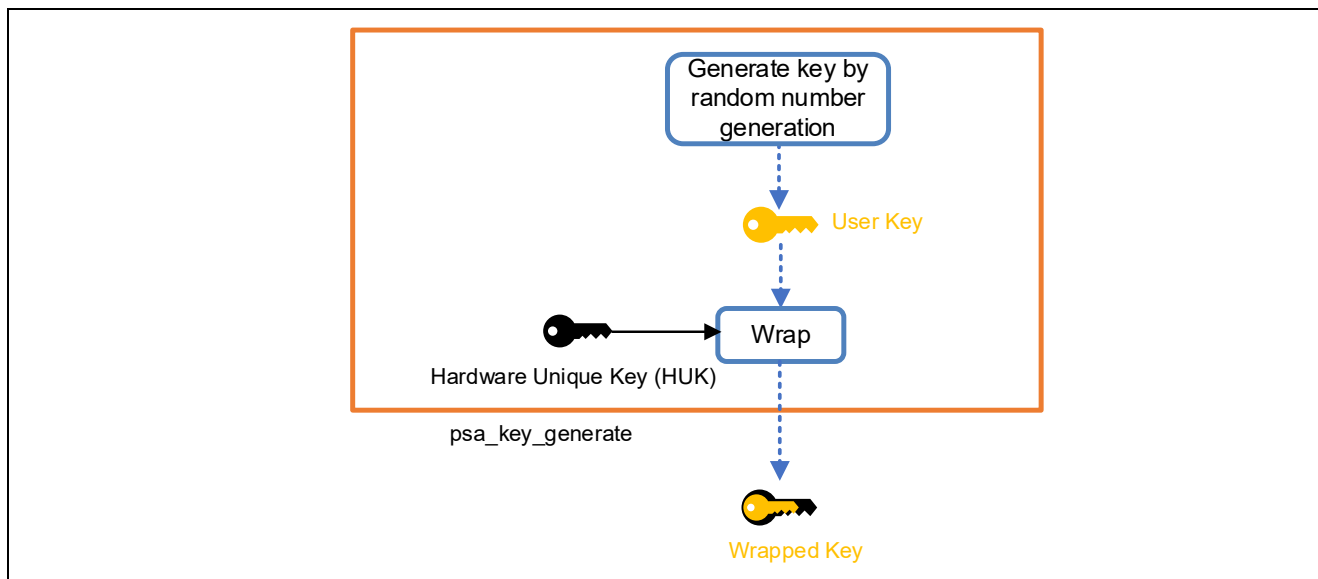 Generate key by
random number
generation
User Key
Wrap
Hardware Unique Key (HUK)
psa_key_generate
Wrapped Key